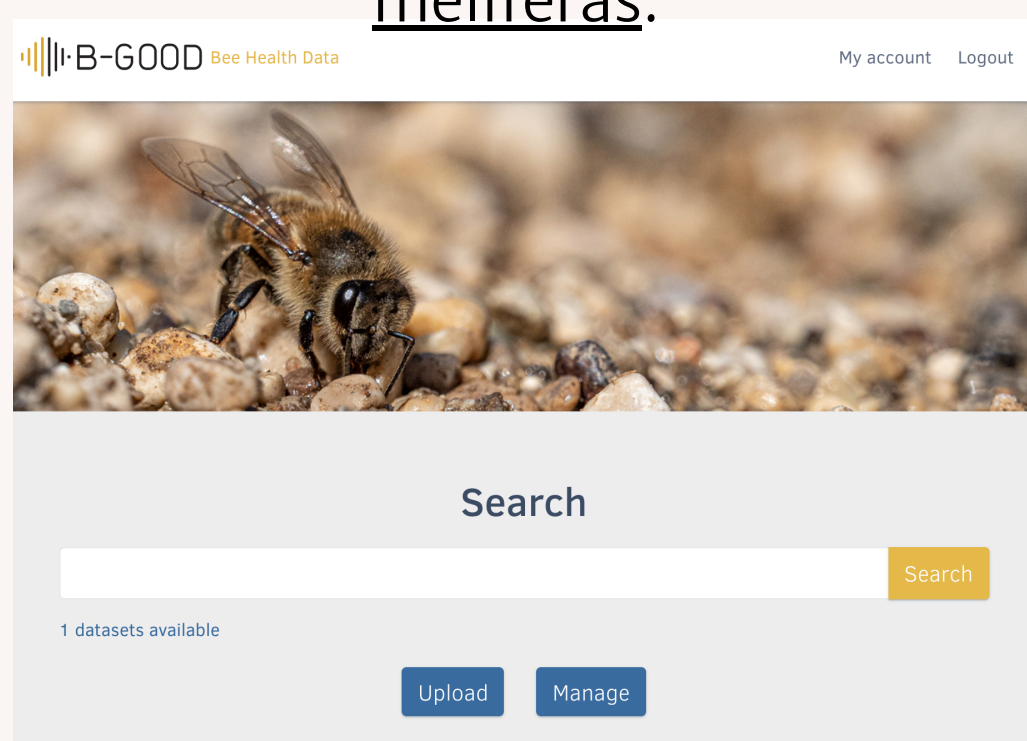 B-GOOD Bee Health Data
My account
Logout
Search
Search
1 datasets available
Upload
Manage